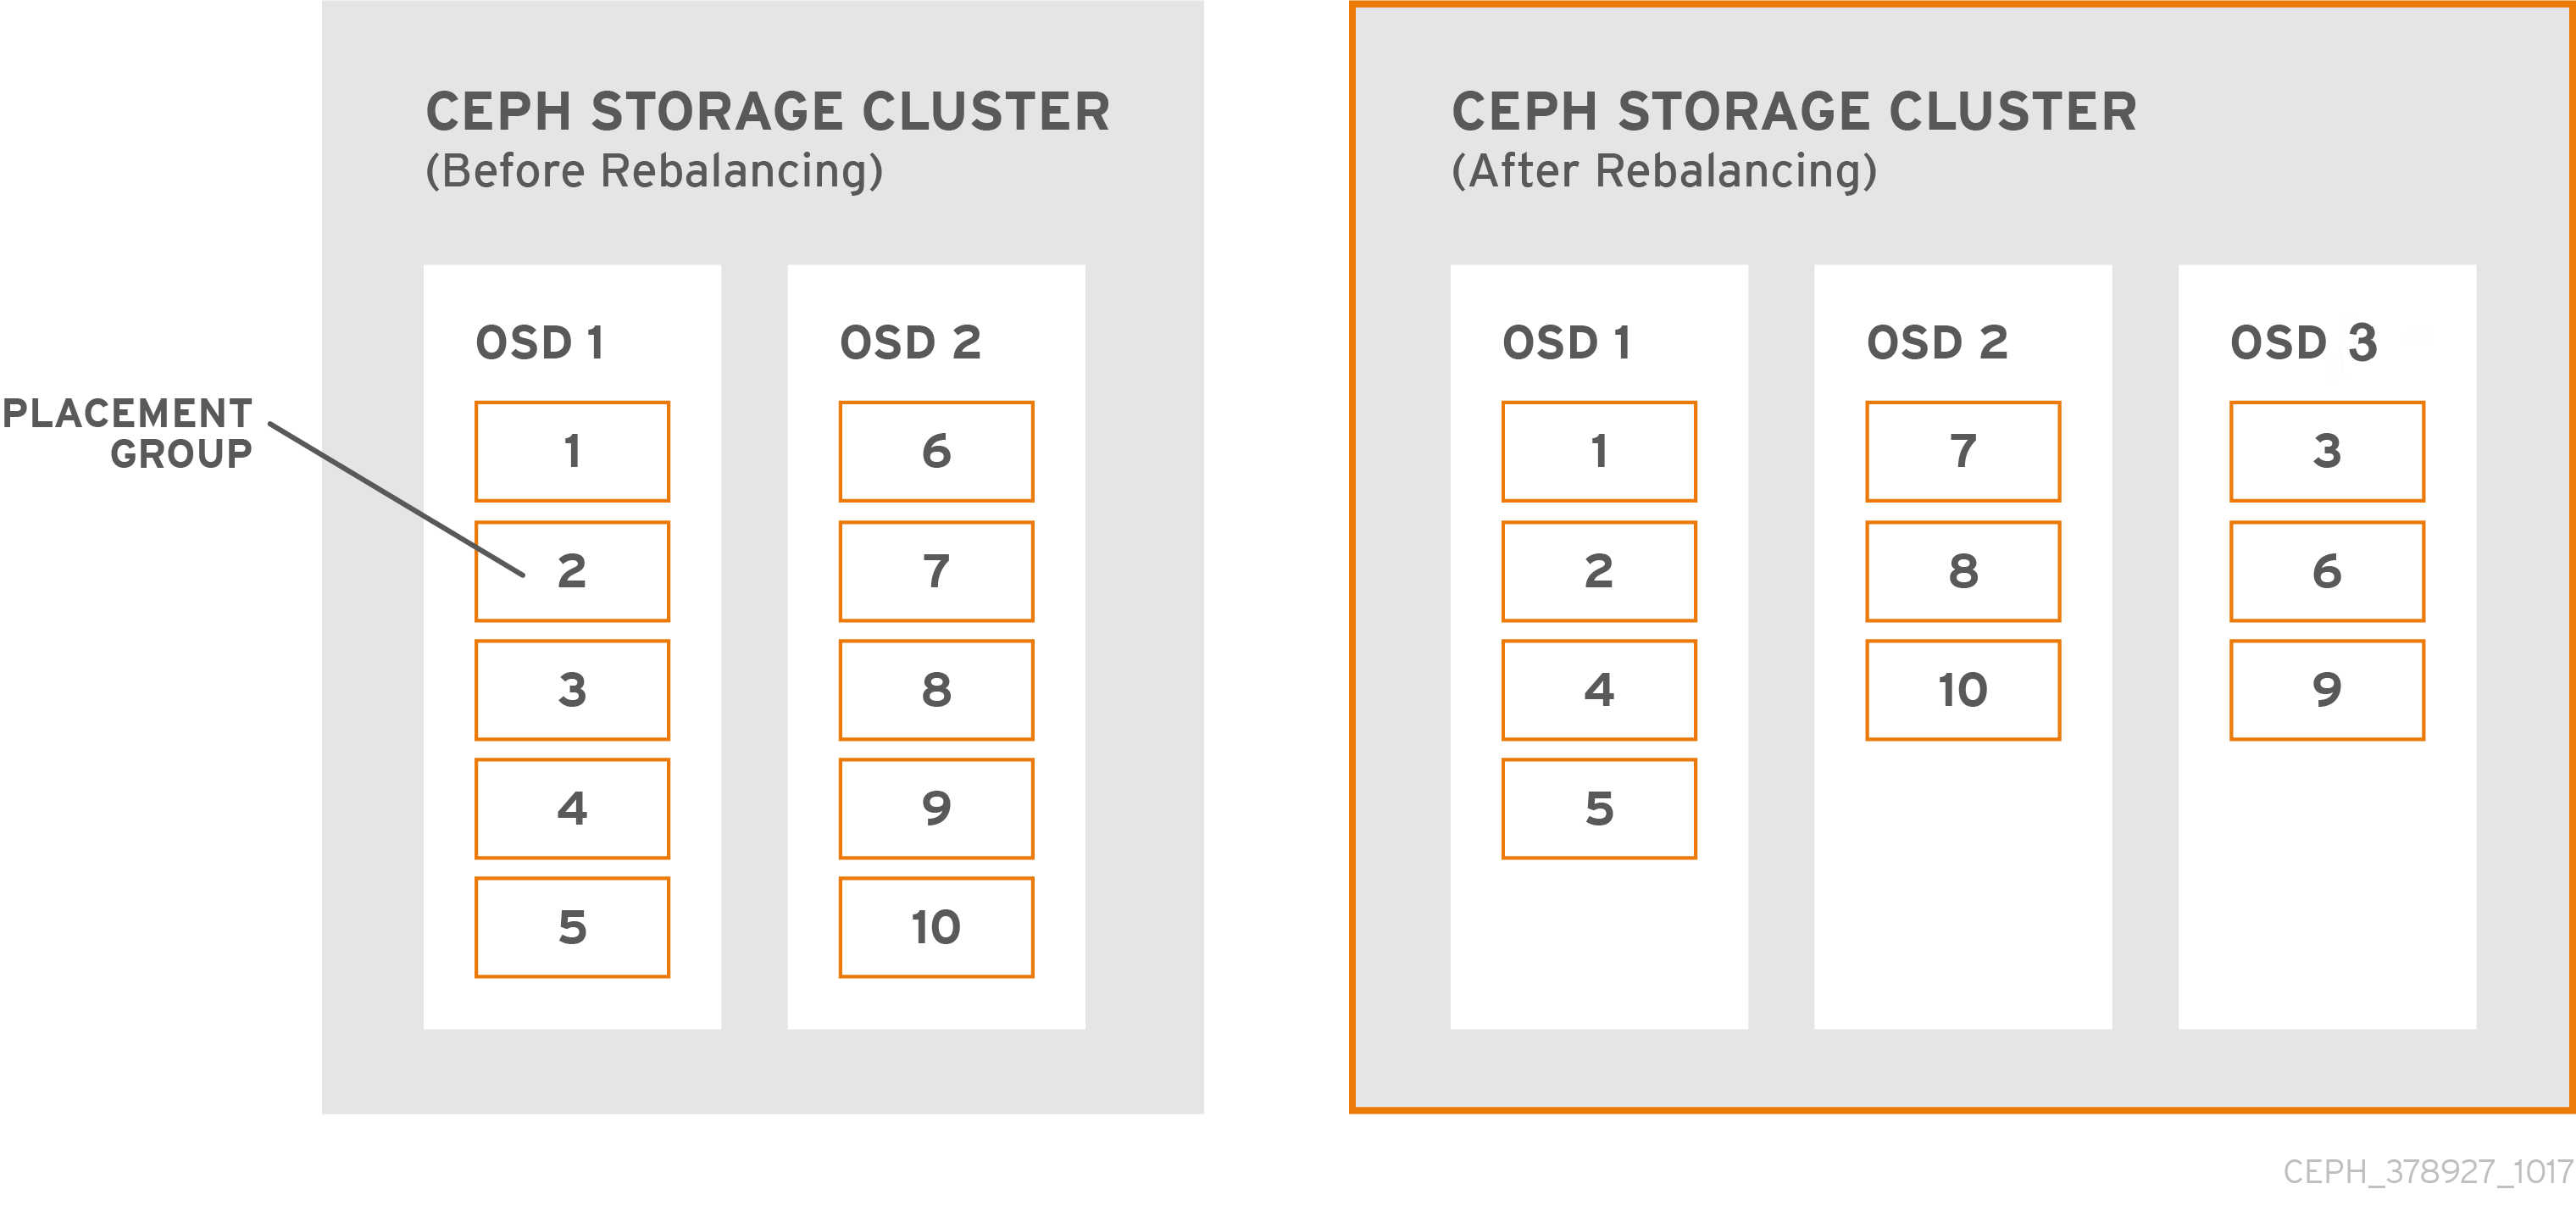 CEPH STORAGE CLUSTER
(Before Rebalancing)
PLACEMENT
GROUP
OSD 1
1
2
3
4
5
OSD 2
6
7
8
9
10
CEPH STORAGE CLUSTER
(After Rebalancing)
OSD 1
1
2
4
5
OSD 2
7
8
10
OSD 3
3
6
9
CEPH_378927_1017